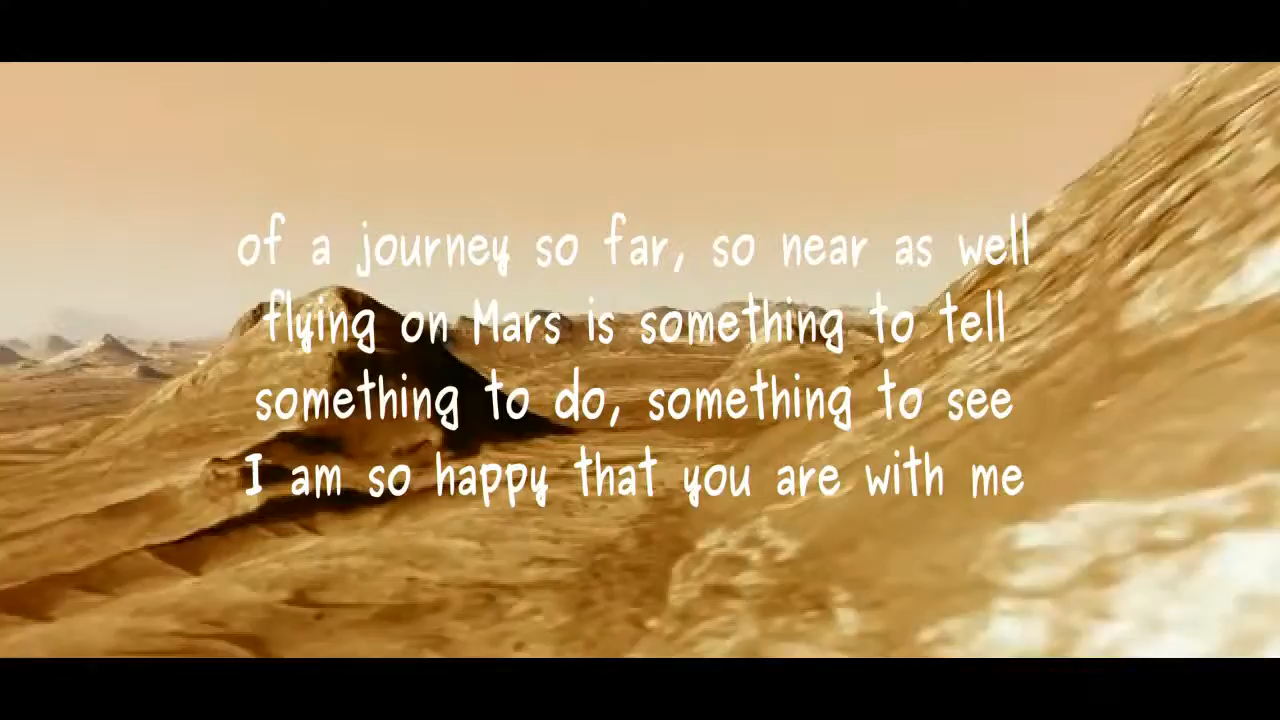 of a journey so far, so near as well
flying on Mars is something to tell
something to do, something to see
I am so happy that you are with me